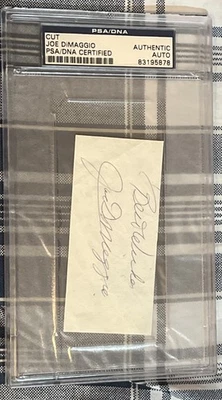 PSA/DNA
CUT
JOE DIMAGGIO
PSA/DNA CERTIFIED
AUTHENTIC
AUTO
83195878
Best Wishes
Joe DiMaggio